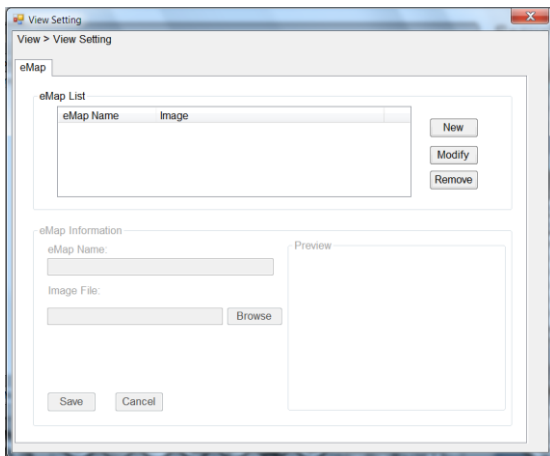 View Setting
View > View Setting
eMap
eMap List
eMap Name Image
New
Modify
Remove
eMap Information
eMap Name:
Preview
Image File:
Browse
Save Cancel